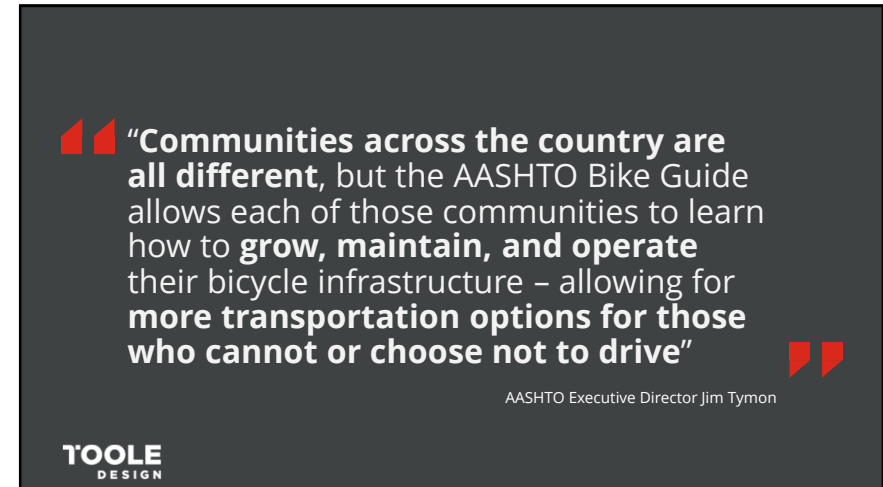 “Communities across the country are
all different, but the AASHTO Bike Guide
allows each of those communities to learn
how to grow, maintain, and operate
their bicycle infrastructure – allowing for
more transportation options for those
who cannot or choose not to drive”
AASHTO Executive Director Jim Tymon
TOOLE
DESIGN